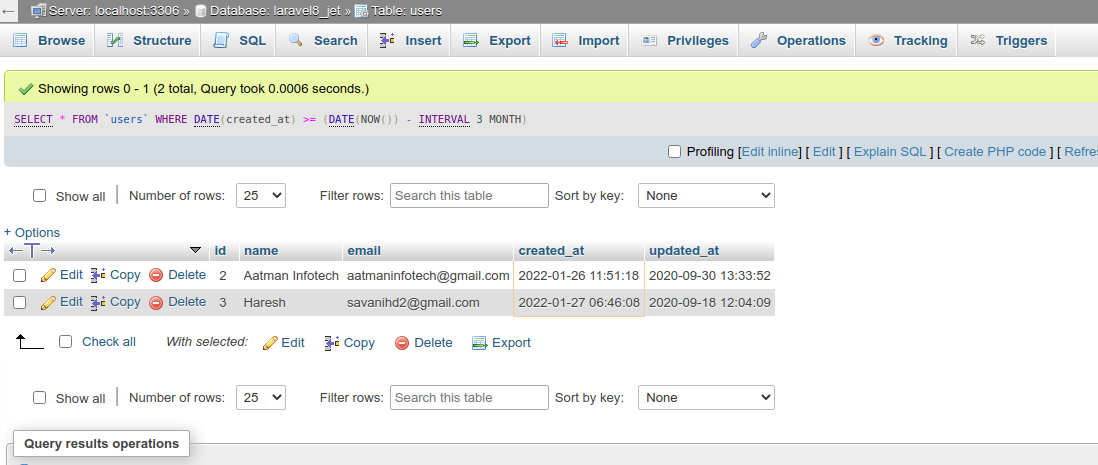 Server: localhost:3306 » Database: laravel8_jet » Table: users
Browse Structure SQL Search Insert Export Import Privileges Operations Tracking Triggers
Showing rows 0 - 1 (2 total, Query took 0.0006 seconds.)
SELECT * FROM `users` WHERE DATE(created_at) >= (DATE(NOW()) - INTERVAL 3 MONTH)
Profiling [Edit inline] [ Edit ] [ Explain SQL ] [ Create PHP code ] [ Refre
Show all Number of rows: 25 Filter rows: Search this table Sort by key: None
+ Options
id name email created_at updated_at
Edit Copy Delete 2 Aatman Infotech aatmaninfotech@gmail.com 2022-01-26 11:51:18 2020-09-30 13:33:52
Edit Copy Delete 3 Haresh savanihd2@gmail.com 2022-01-27 06:46:08 2020-09-18 12:04:09
Check all With selected: Edit Copy Delete Export
Show all Number of rows: 25 Filter rows: Search this table Sort by key: None
Query results operations